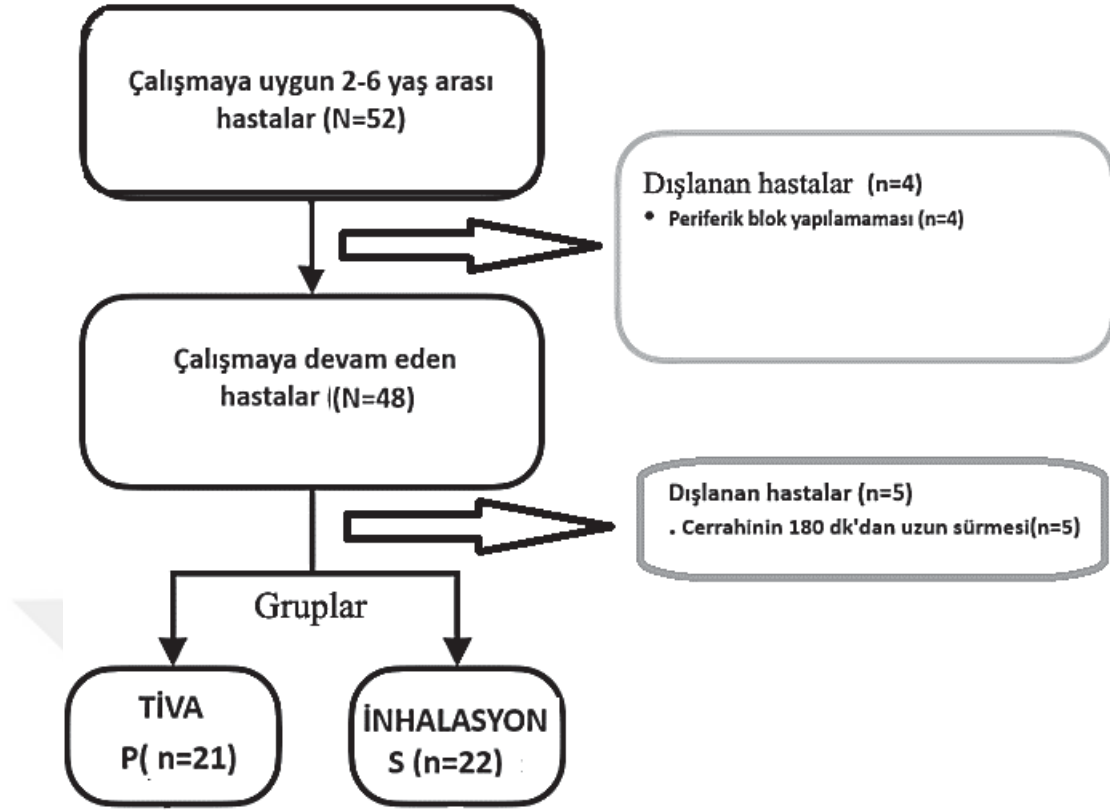 Çalışmaya uygun 2-6 yaş arası
hastalar (N=52)
Dışlanan hastalar (n=4)
• Periferik blok yapılamaması (n=4)
Çalışmaya devam eden
hastalar ((N=48)
Dışlanan hastalar (n=5)
. Cerrahinin 180 dk'dan uzun sürmesi(n=5)
Gruplar
TİVA
P( n=21)
İNHALASYON
S (n=22)